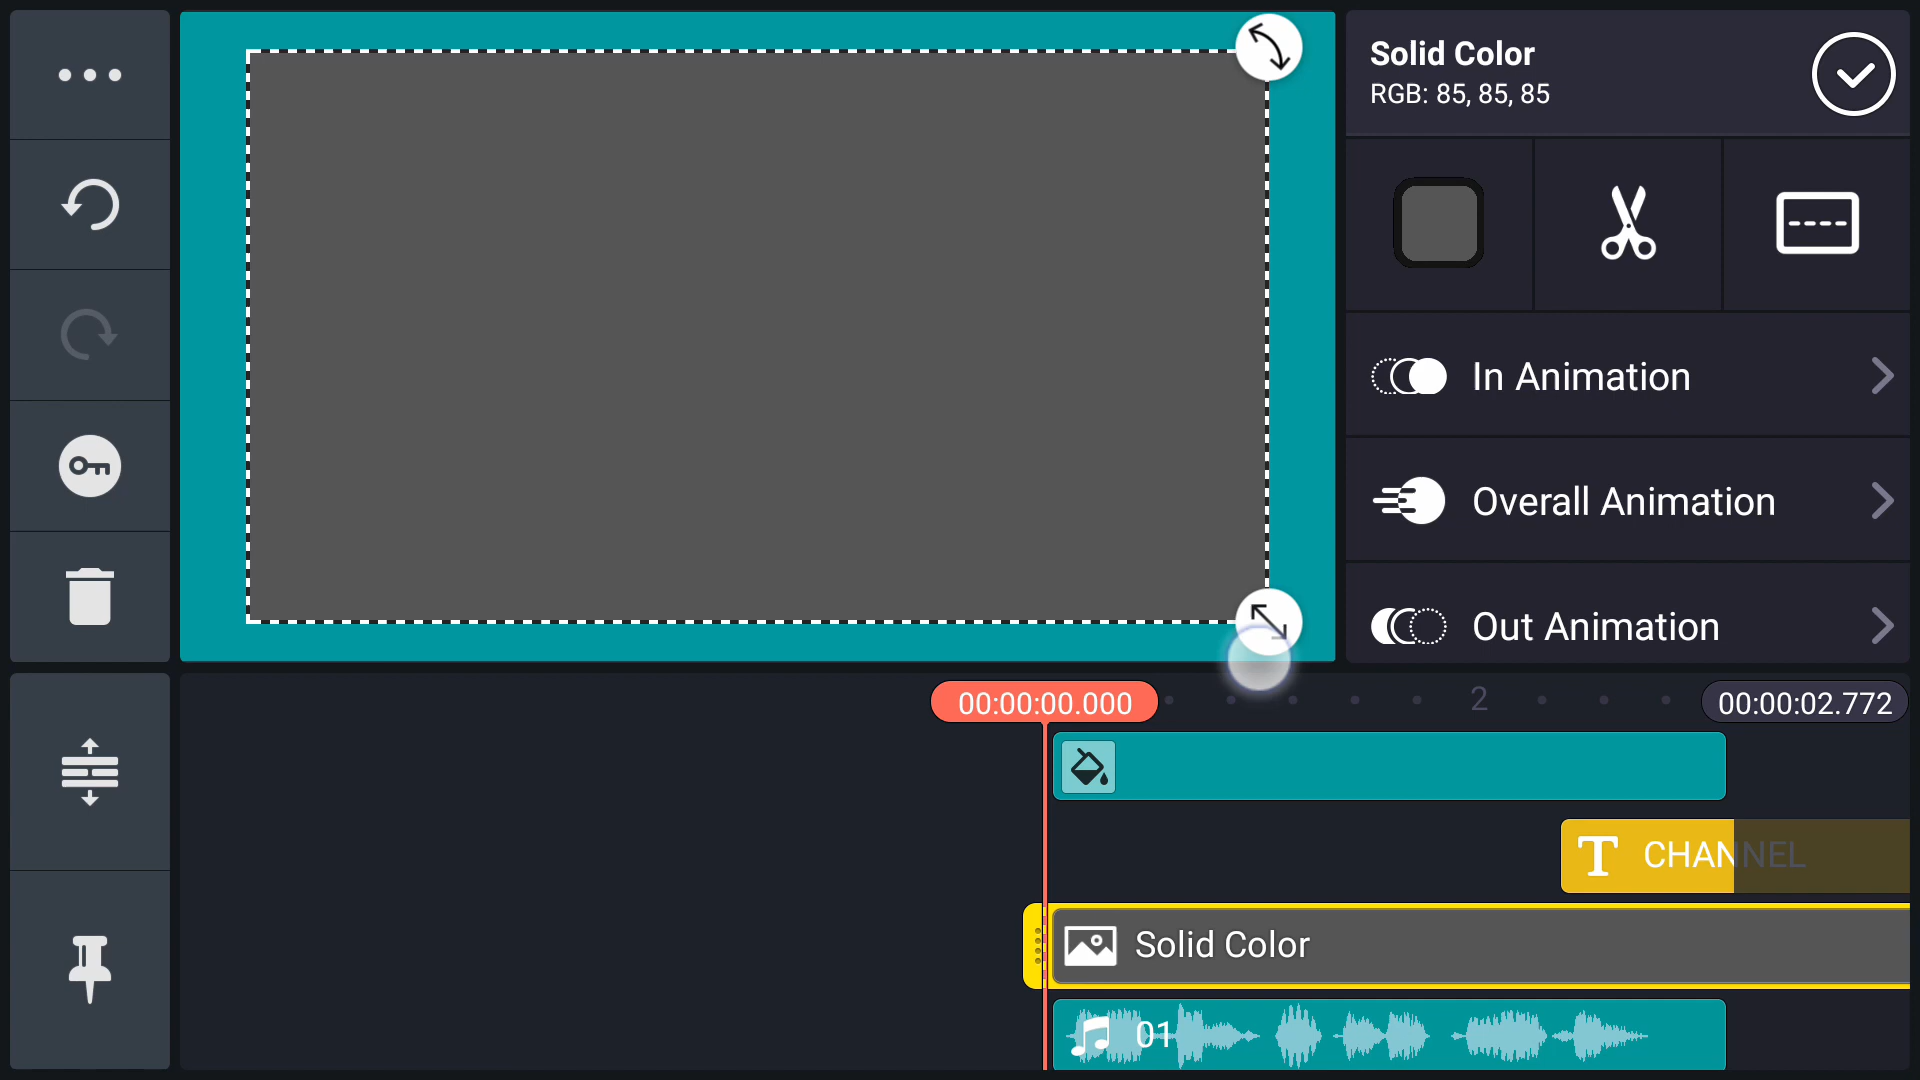 Solid Color
RGB: 85, 85, 85
In Animation
Overall Animation
Out Animation
00:00:00.000
2
00:00:02.772
CHANNEL
Solid Color
01